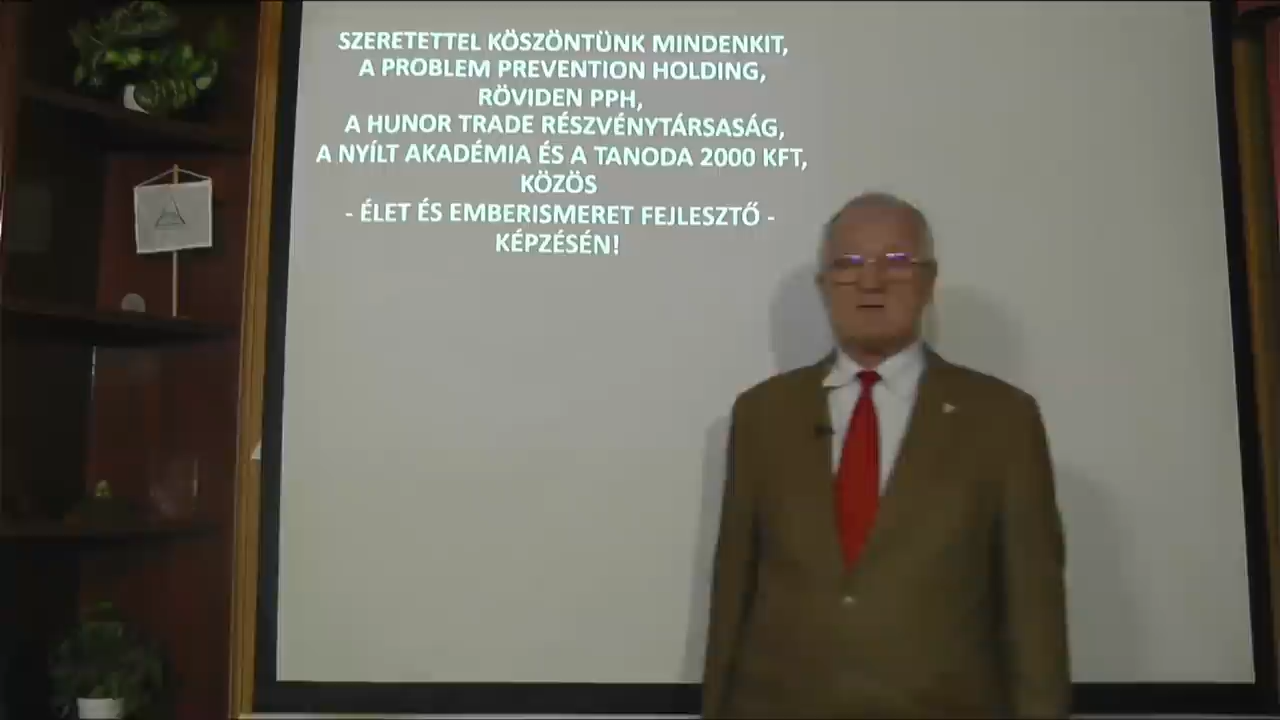 SZERETETTEL KÖSZÖNTÜNK MINDENKIT,
A PROBLEM PREVENTION HOLDING,
RÖVIDEN PPH,
A HUNOR TRADE RÉSZVÉNYTÁRSASÁG,
A NYÍLT AKADÉMIA ÉS A TANODA 2000 KFT,
KÖZÖS
- ÉLET ÉS EMBERISMERET FEJLESZTŐ -
KÉPZÉSÉN!